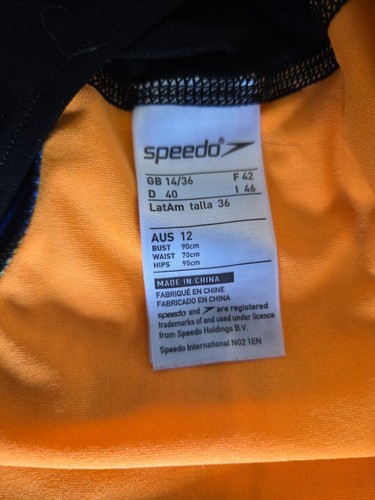 speedo
GB 14/36 F 42
D 40 I 46
LatAm talla 36
AUS 12
BUST 90cm
WAIST 70cm
HIPS 95cm
MADE IN CHINA
FABRIQUÉ EN CHINE
FABRICADO EN CHINA
speedo and are registered
trademarks of and used under licence
from Speedo Holdings B.V.
Speedo International NG2 1EN